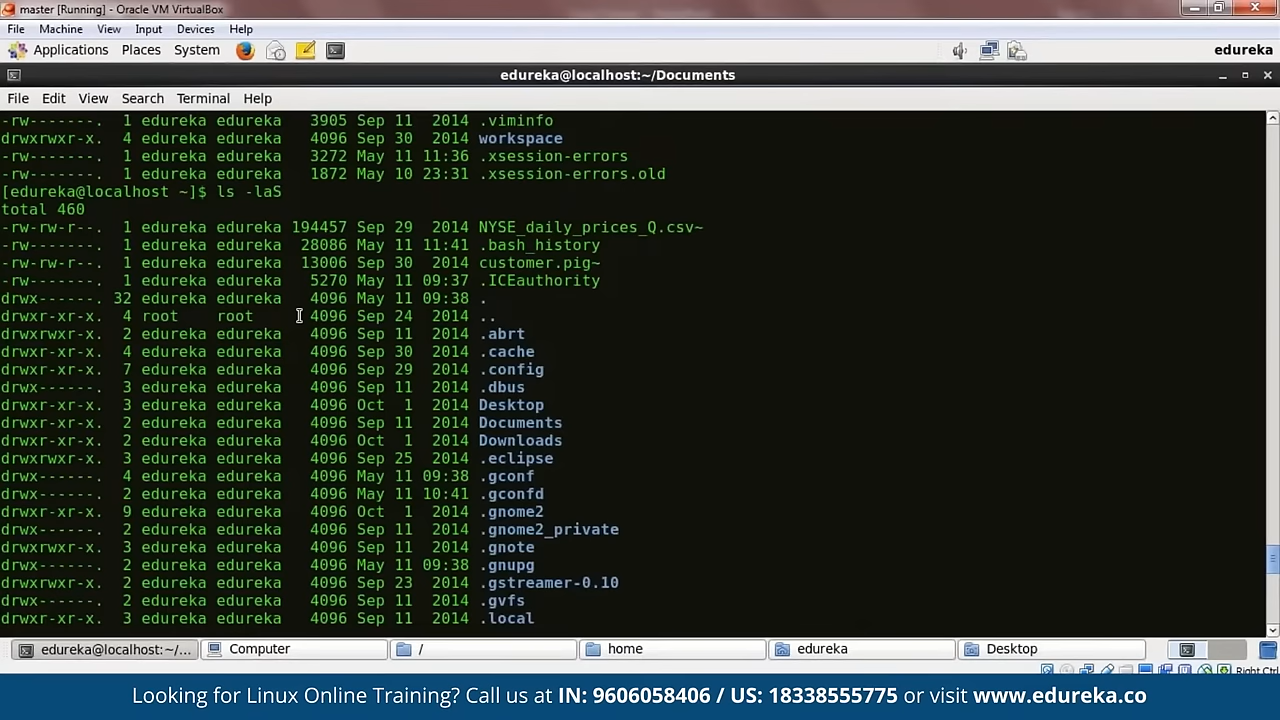 master [Running] - Oracle VM VirtualBox
File Machine View Input Devices Help
Applications Places System edureka
edureka@localhost:~/Documents
File Edit View Search Terminal Help
-rw-------. 1 edureka edureka 3905 Sep 11 2014 .viminfo
drwxrwxr-x. 4 edureka edureka 4096 Sep 30 2014 workspace
-rw-------. 1 edureka edureka 3272 May 11 11:36 .xsession-errors
-rw-------. 1 edureka edureka 1872 May 10 23:31 .xsession-errors.old
[edureka@localhost ~]$ ls -laS
total 460
-rw-rw-r--. 1 edureka edureka 194457 Sep 29 2014 NYSE_daily_prices_Q.csv~
-rw-------. 1 edureka edureka 28086 May 11 11:41 .bash_history
-rw-rw-r--. 1 edureka edureka 13006 Sep 30 2014 customer.pig~
-rw-------. 1 edureka edureka 5270 May 11 09:37 .ICEauthority
drwx------. 32 edureka edureka 4096 May 11 09:38 .
drwxr-xr-x. 4 root root 4096 Sep 24 2014 ..
drwxrwxr-x. 2 edureka edureka 4096 Sep 11 2014 .abrt
drwxr-xr-x. 4 edureka edureka 4096 Sep 30 2014 .cache
drwxr-xr-x. 7 edureka edureka 4096 Sep 29 2014 .config
drwx------. 3 edureka edureka 4096 Sep 11 2014 .dbus
drwxr-xr-x. 3 edureka edureka 4096 Oct 1 2014 Desktop
drwxr-xr-x. 2 edureka edureka 4096 Sep 11 2014 Documents
drwxr-xr-x. 2 edureka edureka 4096 Oct 1 2014 Downloads
drwxrwxr-x. 3 edureka edureka 4096 Sep 25 2014 .eclipse
drwx------. 4 edureka edureka 4096 May 11 09:38 .gconf
drwx------. 2 edureka edureka 4096 May 11 10:41 .gconfd
drwxr-xr-x. 9 edureka edureka 4096 Oct 1 2014 .gnome2
drwx------. 2 edureka edureka 4096 Sep 11 2014 .gnome2_private
drwxrwxr-x. 3 edureka edureka 4096 Sep 11 2014 .gnote
drwx------. 2 edureka edureka 4096 May 11 09:38 .gnupg
drwxrwxr-x. 2 edureka edureka 4096 Sep 23 2014 .gstreamer-0.10
drwx------. 2 edureka edureka 4096 Sep 11 2014 .gvfs
drwxr-xr-x. 3 edureka edureka 4096 Sep 11 2014 .local
edureka@localhost:~/... Computer / home edureka Desktop
Right Ctrl
Looking for Linux Online Training? Call us at IN: 9606058406 / US: 18338555775 or visit www.edureka.co